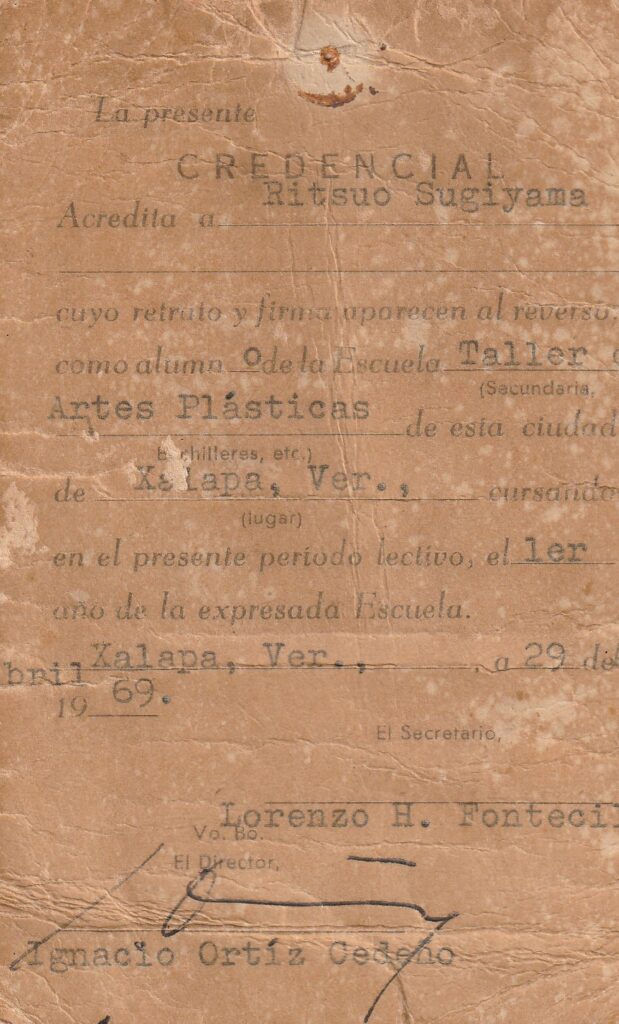 La presente
CREDENCIAL
Ritsuo Sugiyama
Acredita a
cuyo retrato y firma aparecen al reverso.
como alumn o de la Escuela Taller d
(Secundaria,
Artes Plásticas de esta ciudad
Bachilleres, etc.)
de Xalapa, Ver., cursando
(lugar)
en el presente periodo lectivo, el 1er
año de la expresada Escuela.
Xalapa, Ver., a 29 de
bril
19 69.
El Secretario,
Lorenzo H. Fontecil
Vo. Bo.
El Director,
Ignacio Ortíz Cedeño